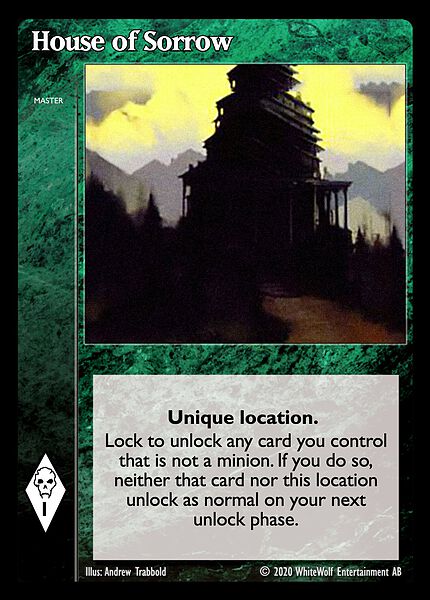 House of Sorrow
MASTER
Unique location.
Lock to unlock any card you control
that is not a minion. If you do so,
neither that card nor this location
unlock as normal on your next
unlock phase.
1
Illus: Andrew Trabbold
© 2020 WhiteWolf Entertainment AB